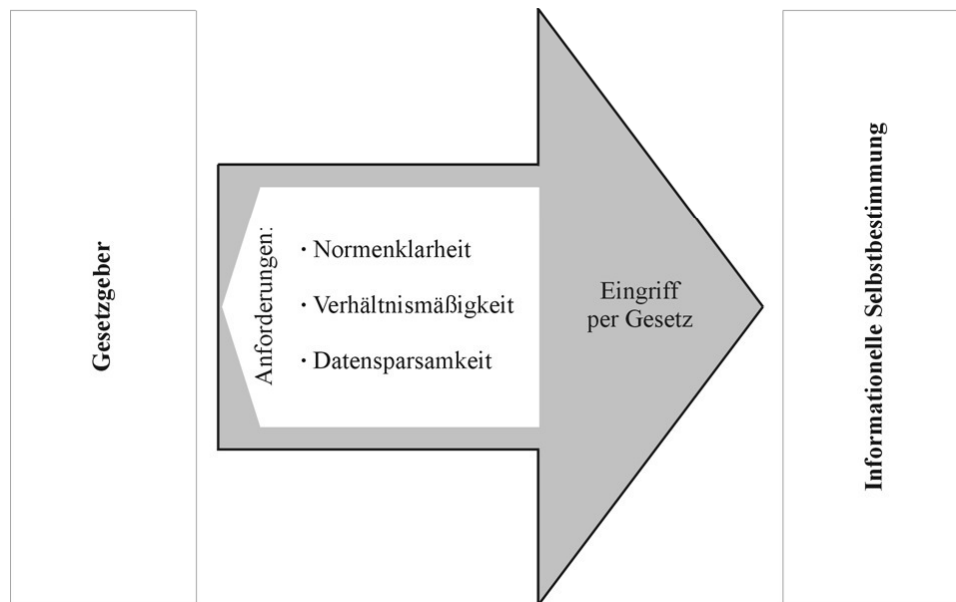 Gesetzgeber
Anforderungen:
· Normenklarheit
· Verhältnismäßigkeit
· Datensparsamkeit
Eingriff
per Gesetz
Informationelle Selbstbestimmung